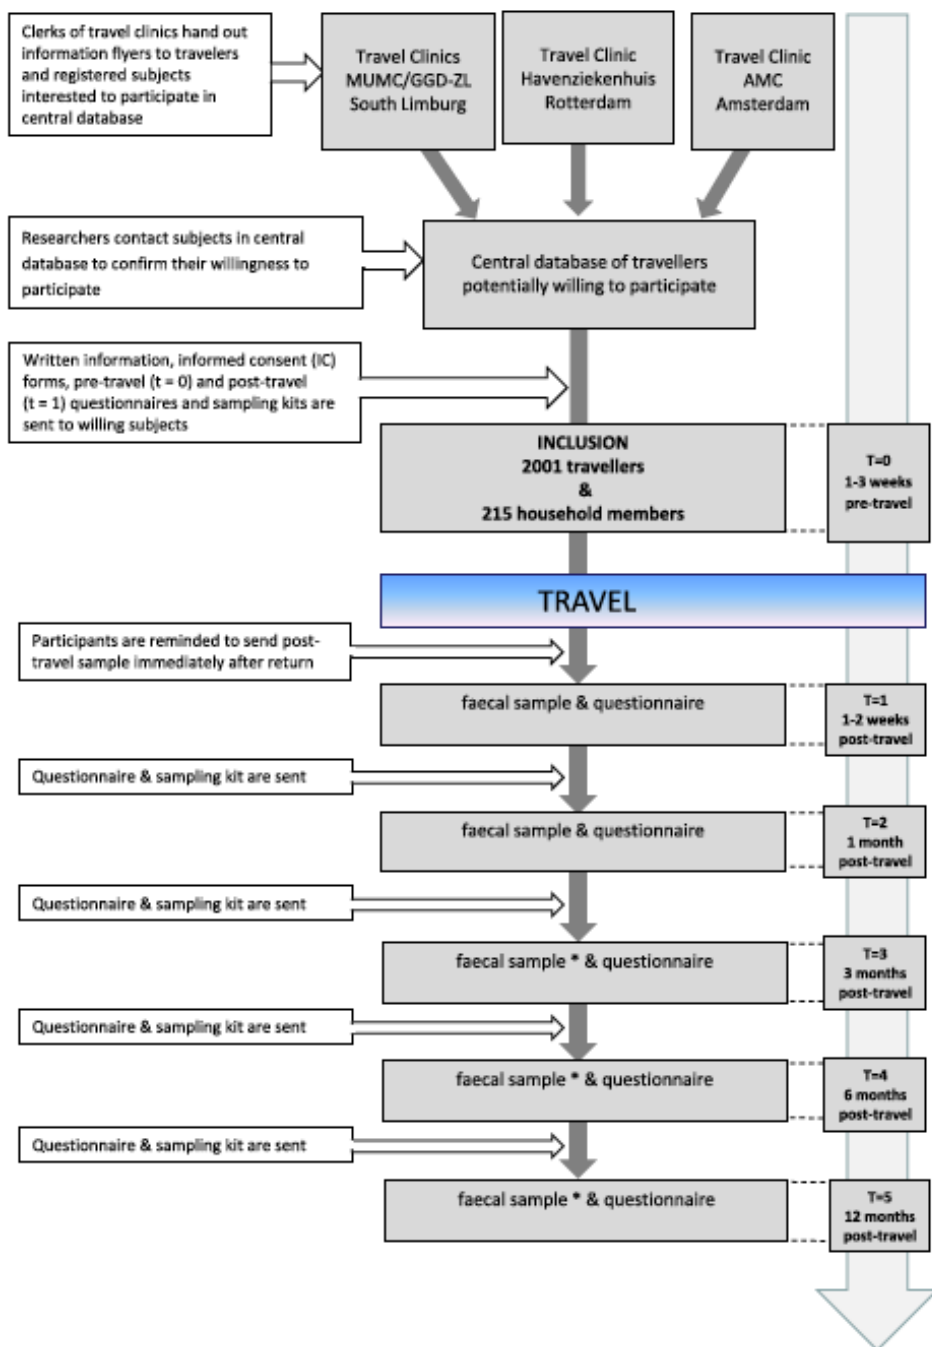 Clerks of travel clinics hand out
information flyers to travelers
and registered subjects
interested to participate in
central database
Travel Clinics
MUMC/GGD-ZL
South Limburg
Travel Clinic
Havenziekenhuis
Rotterdam
Travel Clinic
AMC
Amsterdam
Researchers contact subjects in central
database to confirm their willingness to
participate
Central database of travellers
potentially willing to participate
Written information, informed consent (IC)
forms, pre-travel (t = 0) and post-travel
(t = 1) questionnaires and sampling kits are
sent to willing subjects
INCLUSION
2001 travellers
&
215 household members
T=0
1-3 weeks
pre-travel
TRAVEL
Participants are reminded to send post-
travel sample immediately after return
faecal sample & questionnaire
T=1
1-2 weeks
post-travel
Questionnaire & sampling kit are sent
faecal sample & questionnaire
T=2
1 month
post-travel
Questionnaire & sampling kit are sent
faecal sample * & questionnaire
T=3
3 months
post-travel
Questionnaire & sampling kit are sent
faecal sample * & questionnaire
T=4
6 months
post-travel
Questionnaire & sampling kit are sent
faecal sample * & questionnaire
T=5
12 months
post-travel